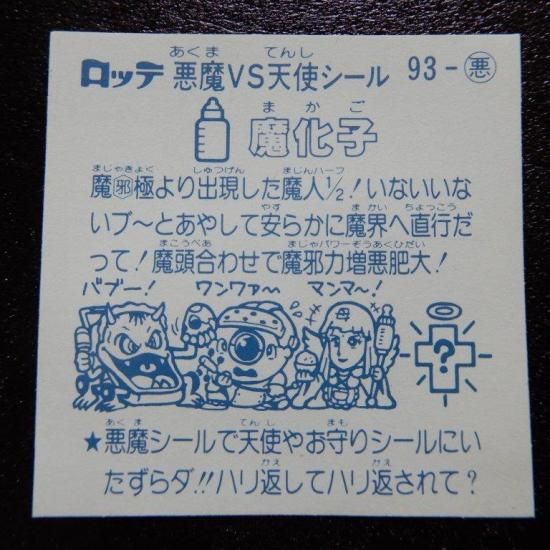 ロッテ 悪魔VS天使シール 93-悪
あくま てんし
魔化子
まかご
魔邪極より出現した魔人1/2!いないいな
まじゃきょく しゅつげん まじんハーフ
いブ〜とあやして安らかに魔界へ直行だ
やす まかい ちょっこう
って!魔頭合わせで魔邪力増悪肥大!
まこうべあ まじゃパワーぞうあくひだい
バブー! ワンワァ〜 マンマ〜!
?
★悪魔シールで天使やお守りシールにい
あくま てんし まも
たずらダ!!ハリ返してハリ返されて?
かえ かえ